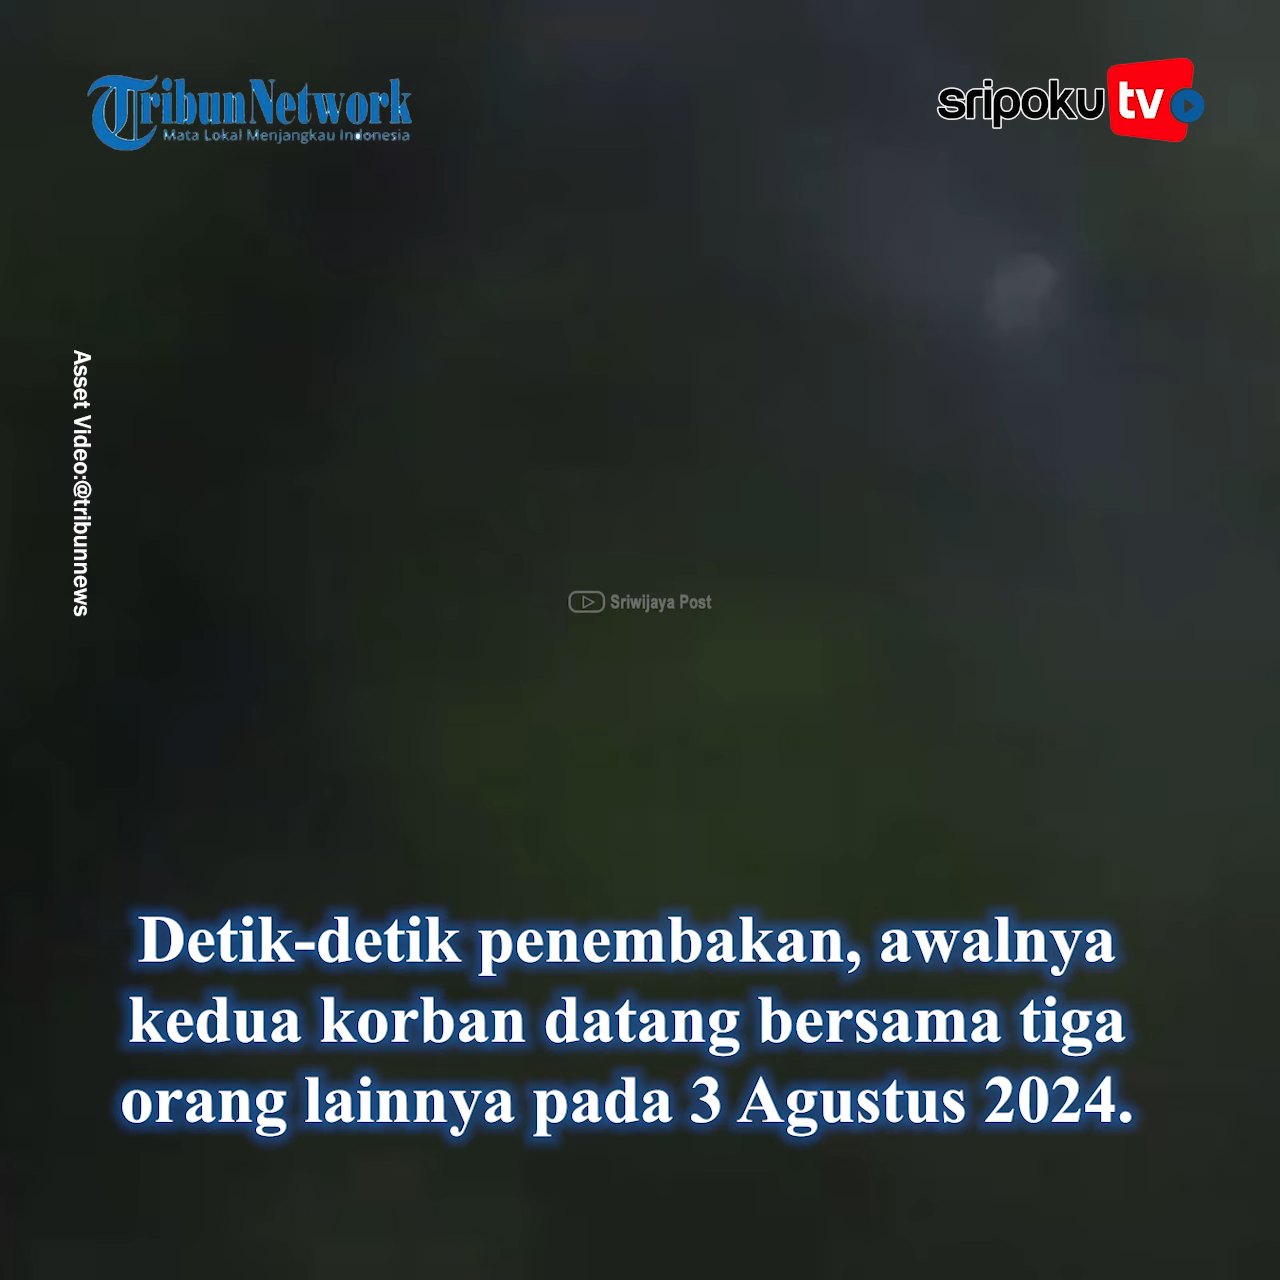 TribunNetwork
Mata Lokal Menjangkau Indonesia
sripoku tv
Asset Video:@tribunnews
Sriwijaya Post
Detik-detik penembakan, awalnya
kedua korban datang bersama tiga
orang lainnya pada 3 Agustus 2024.